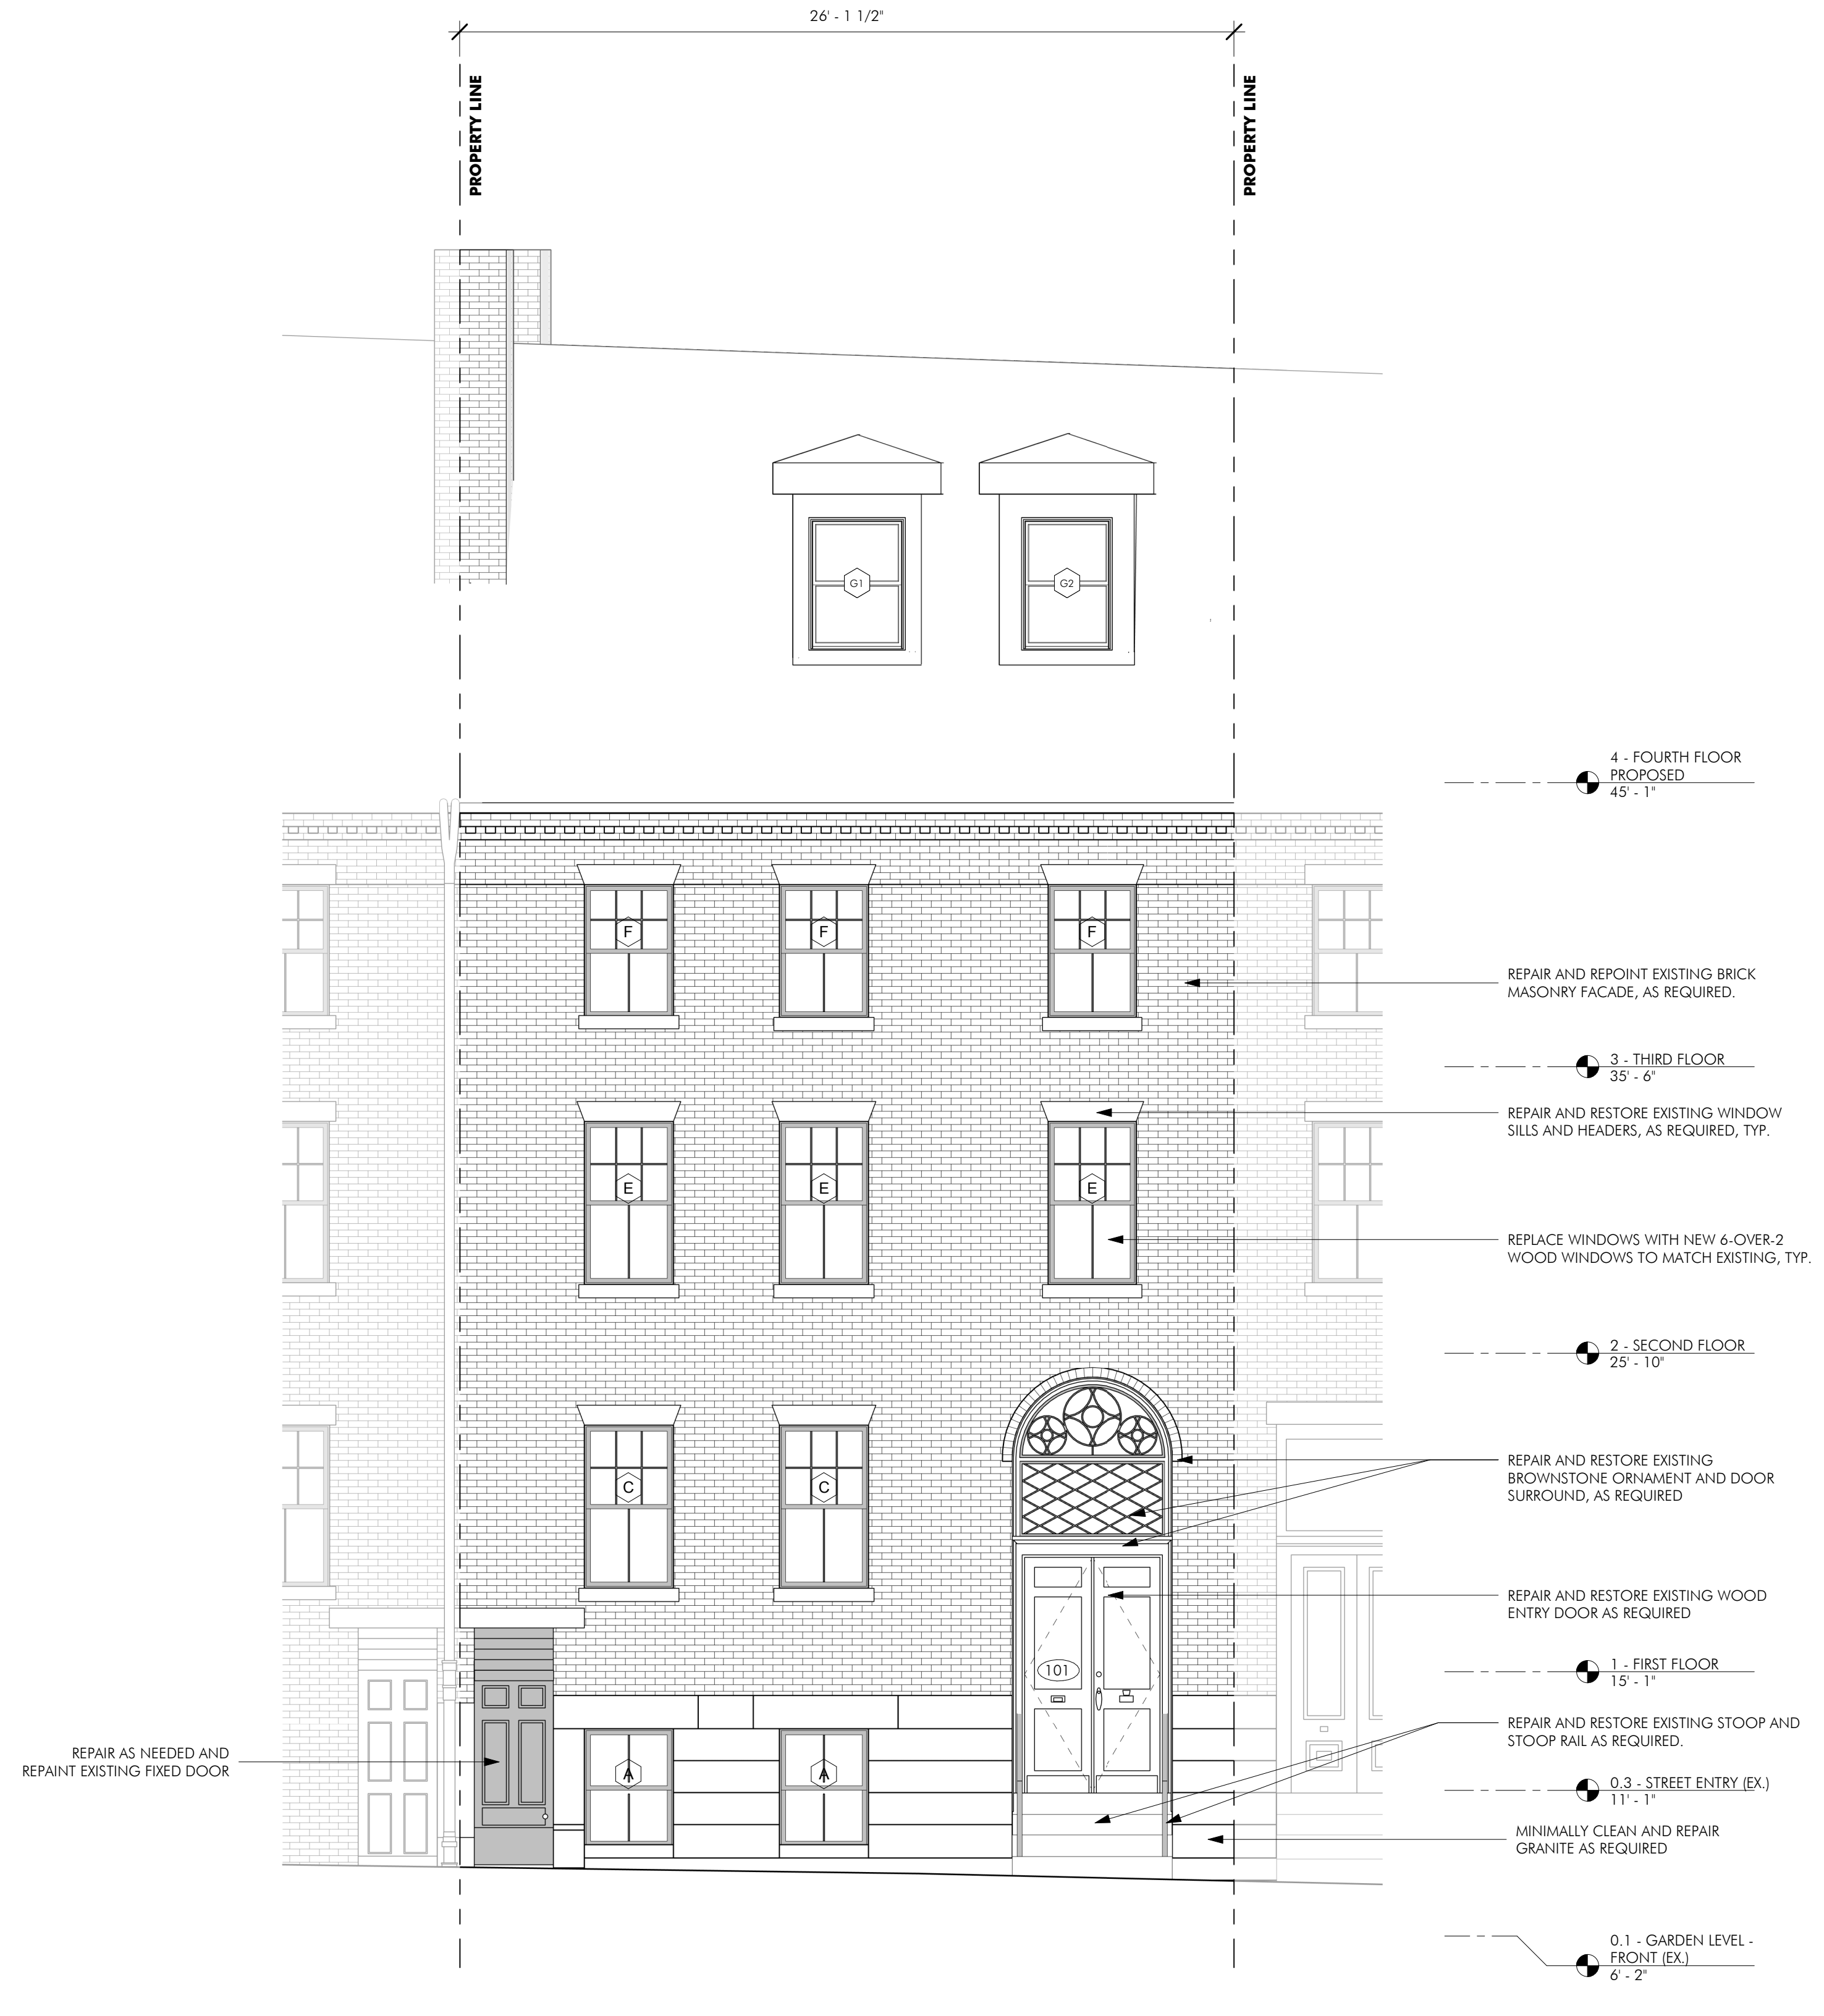 26' - 1 1/2"
PROPERTY LINE
PROPERTY LINE
G1
G2
4 - FOURTH FLOOR
PROPOSED
45' - 1"
F
F
F
REPAIR AND REPOINT EXISTING BRICK
MASONRY FACADE, AS REQUIRED.
3 - THIRD FLOOR
35' - 6"
REPAIR AND RESTORE EXISTING WINDOW
SILLS AND HEADERS, AS REQUIRED, TYP.
E
E
E
REPLACE WINDOWS WITH NEW 6-OVER-2
WOOD WINDOWS TO MATCH EXISTING, TYP.
2 - SECOND FLOOR
25' - 10"
C
C
REPAIR AND RESTORE EXISTING
BROWNSTONE ORNAMENT AND DOOR
SURROUND, AS REQUIRED
REPAIR AND RESTORE EXISTING WOOD
ENTRY DOOR AS REQUIRED
101
1 - FIRST FLOOR
15' - 1"
REPAIR AND RESTORE EXISTING STOOP AND
STOOP RAIL AS REQUIRED.
REPAIR AS NEEDED AND
REPAINT EXISTING FIXED DOOR
A
A
0.3 - STREET ENTRY (EX.)
11' - 1"
MINIMALLY CLEAN AND REPAIR
GRANITE AS REQUIRED
0.1 - GARDEN LEVEL -
FRONT (EX.)
6' - 2"